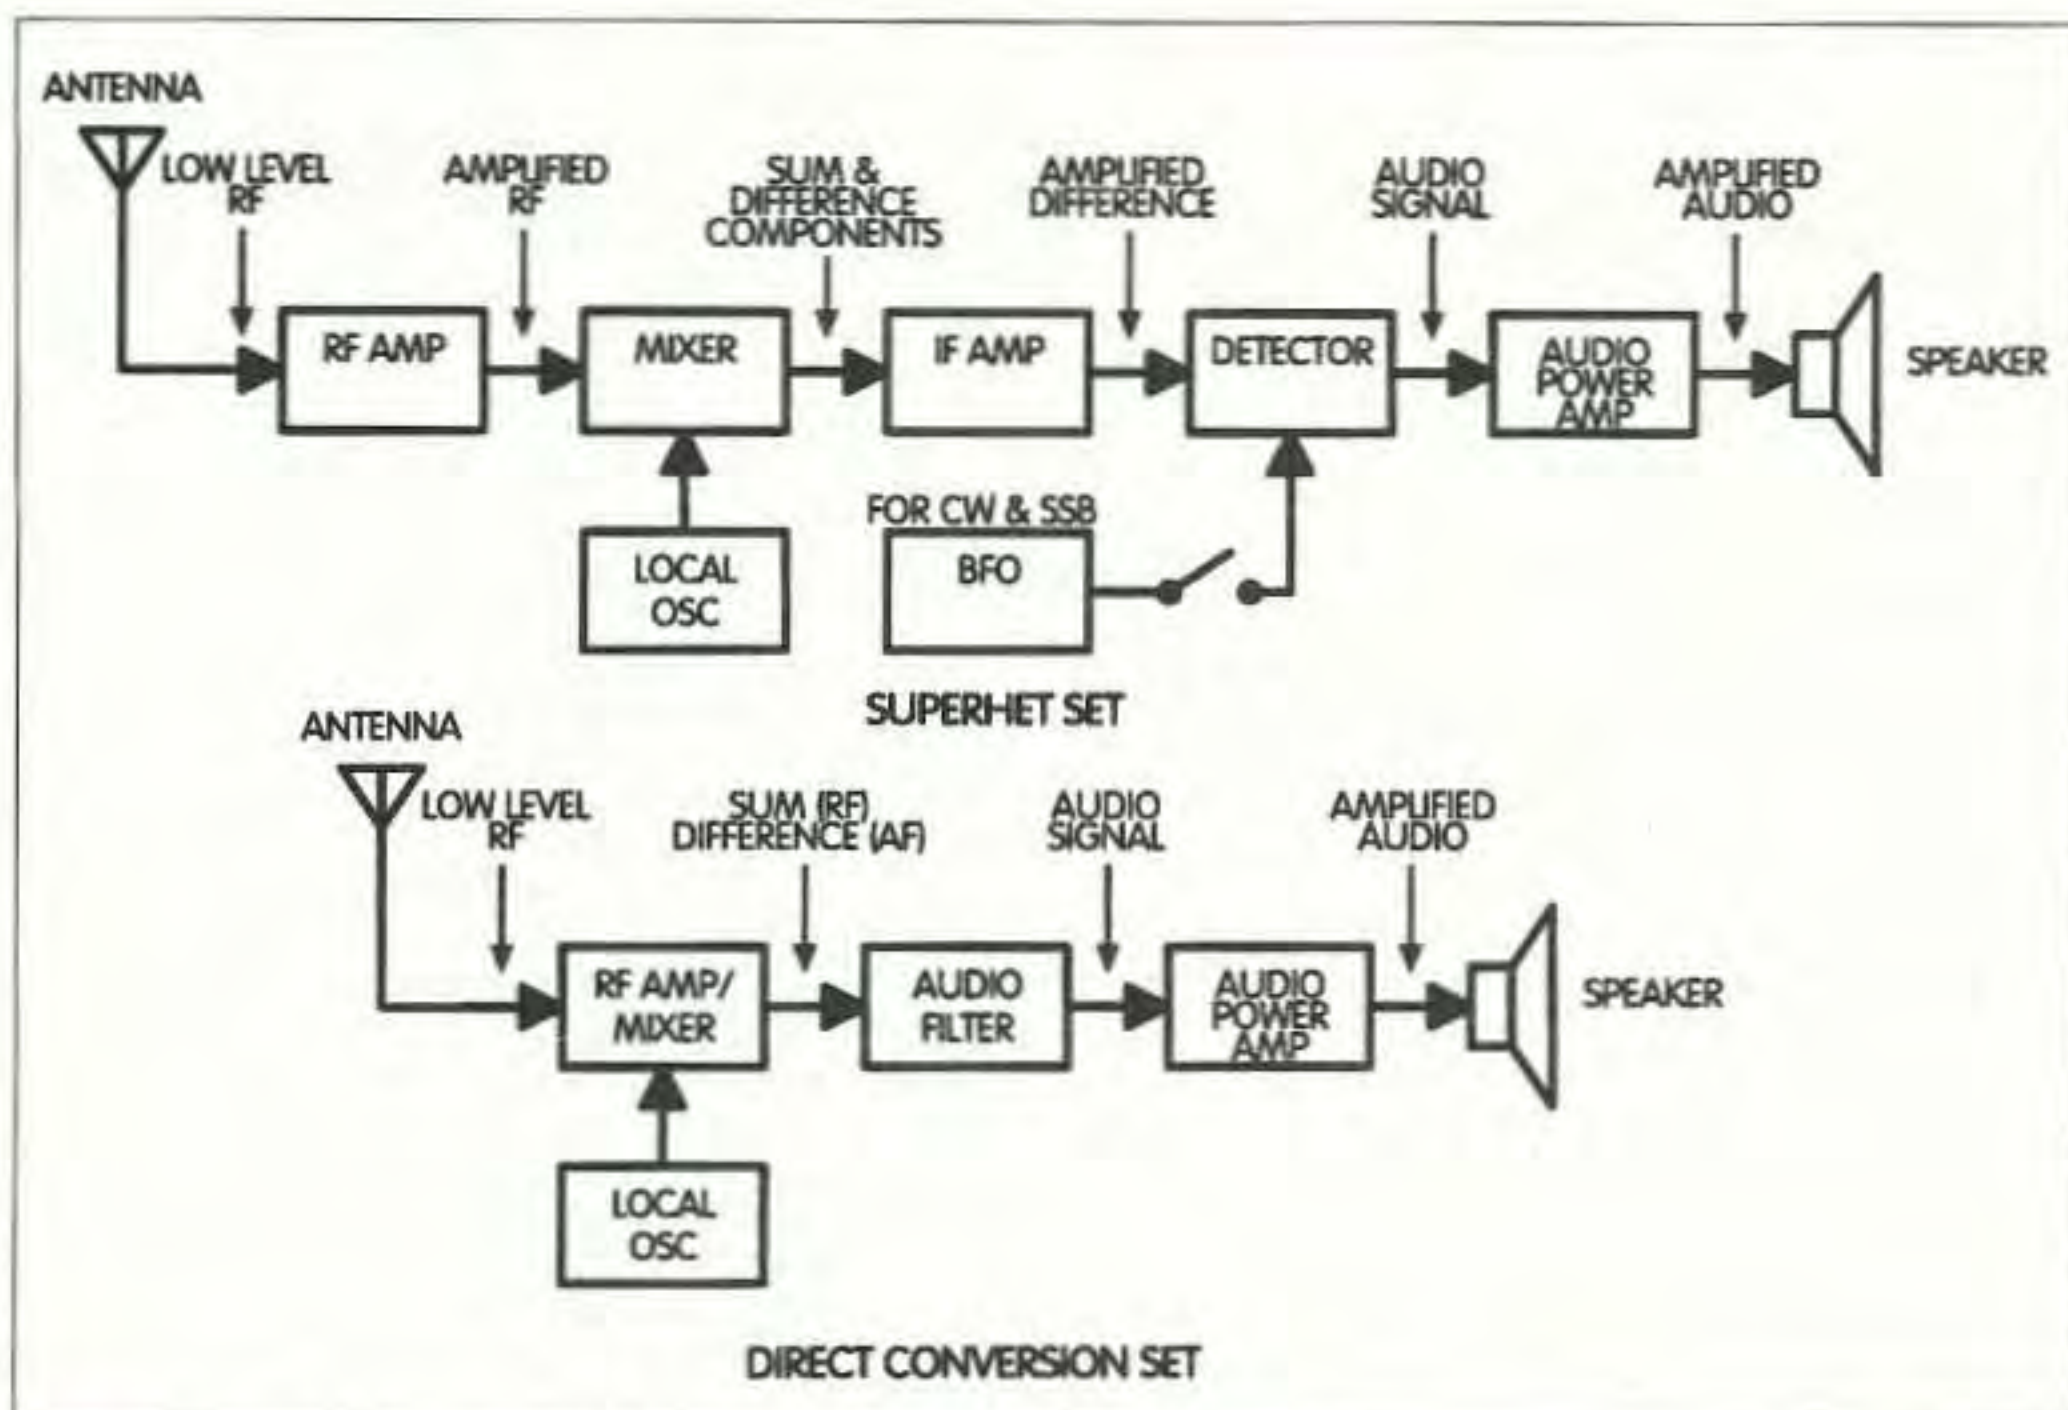 ANTENNA
LOW LEVEL
RF
AMPLIFIED
RF
SUM &
DIFFERENCE
COMPONENTS
AMPLIFIED
DIFFERENCE
AUDIO
SIGNAL
AMPLIFIED
AUDIO
RF AMP
MIXER
IF AMP
DETECTOR
AUDIO
POWER
AMP
SPEAKER
LOCAL
OSC
FOR CW & SSB
BFO
SUPERHET SET
ANTENNA
LOW LEVEL
RF
SUM (RF)
DIFFERENCE (AF)
AUDIO
SIGNAL
AMPLIFIED
AUDIO
RF AMP/
MIXER
AUDIO
FILTER
AUDIO
POWER
AMP
SPEAKER
LOCAL
OSC
DIRECT CONVERSION SET